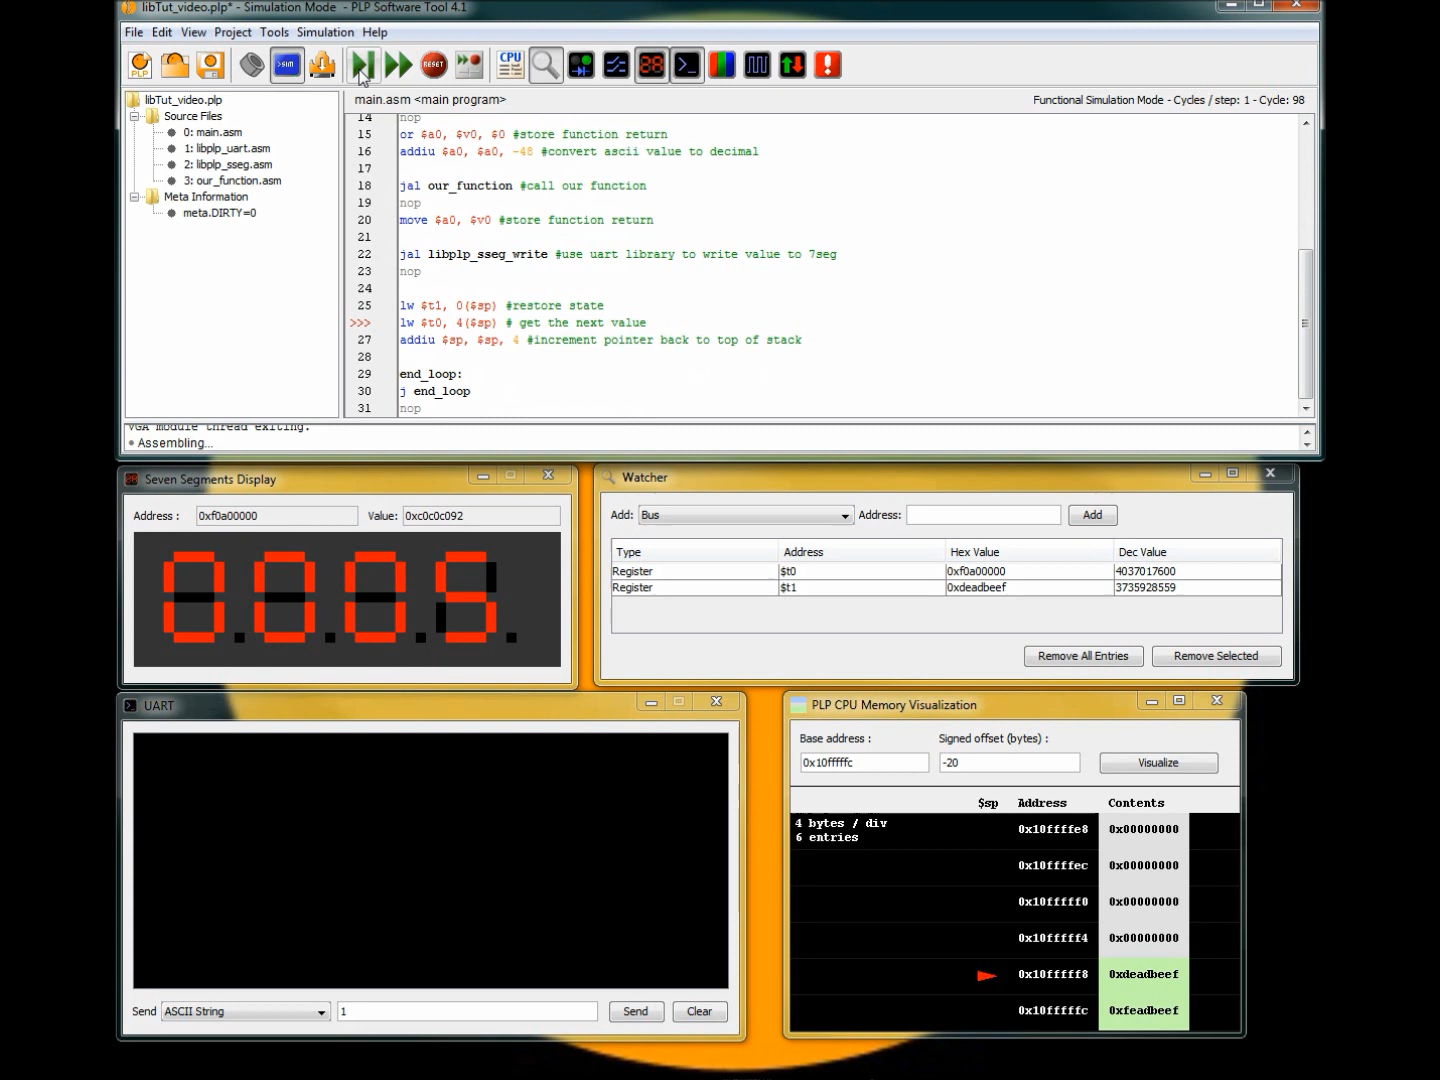 libTut_video.plp* - Simulation Mode - PLP Software Tool 4.1
File Edit View Project Tools Simulation Help
PLP >SIM RESET CPU
libTut_video.plp
Source Files
0: main.asm
1: libplp_uart.asm
2: libplp_sseg.asm
3: our_function.asm
Meta Information
meta.DIRTY=0
main.asm <main program> Functional Simulation Mode - Cycles / step: 1 - Cycle: 98
14 nop
15 or $a0, $v0, $0 #store function return
16 addiu $a0, $a0, -48 #convert ascii value to decimal
17
18 jal our_function #call our function
19 nop
20 move $a0, $v0 #store function return
21
22 jal libplp_sseg_write #use uart library to write value to 7seg
23 nop
24
25 lw $t1, 0($sp) #restore state
>>> lw $t0, 4($sp) # get the next value
27 addiu $sp, $sp, 4 #increment pointer back to top of stack
28
29 end_loop:
30 j end_loop
31 nop
VGA module thread exiting.
Assembling...
Seven Segments Display
Address : 0xf0a00000 Value: 0xc0c0c092
0005
Watcher
Add: Bus Address: Add
Type Address Hex Value Dec Value
Register $t0 0xf0a00000 4037017600
Register $t1 0xdeadbeef 3735928559
Remove All Entries Remove Selected
UART
Send ASCII String 1 Send Clear
PLP CPU Memory Visualization
Base address : Signed offset (bytes) :
0x10fffffc -20 Visualize
$sp Address Contents
4 bytes / div
6 entries
0x10ffffe8 0x00000000
0x10ffffec 0x00000000
0x10fffff0 0x00000000
0x10fffff4 0x00000000
0x10fffff8 0xdeadbeef
0x10fffffc 0xfeadbeef